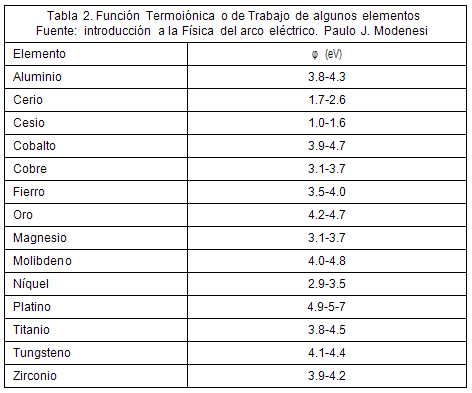 Tabla 2. Función Termoiónica o de Trabajo de algunos elementos
Fuente: introducción a la Física del arco eléctrico. Paulo J. Modenesi
Elemento φ (eV)
Aluminio 3.8-4.3
Cerio 1.7-2.6
Cesio 1.0-1.6
Cobalto 3.9-4.7
Cobre 3.1-3.7
Fierro 3.5-4.0
Oro 4.2-4.7
Magnesio 3.1-3.7
Molibdeno 4.0-4.8
Níquel 2.9-3.5
Platino 4.9-5-7
Titanio 3.8-4.5
Tungsteno 4.1-4.4
Zirconio 3.9-4.2